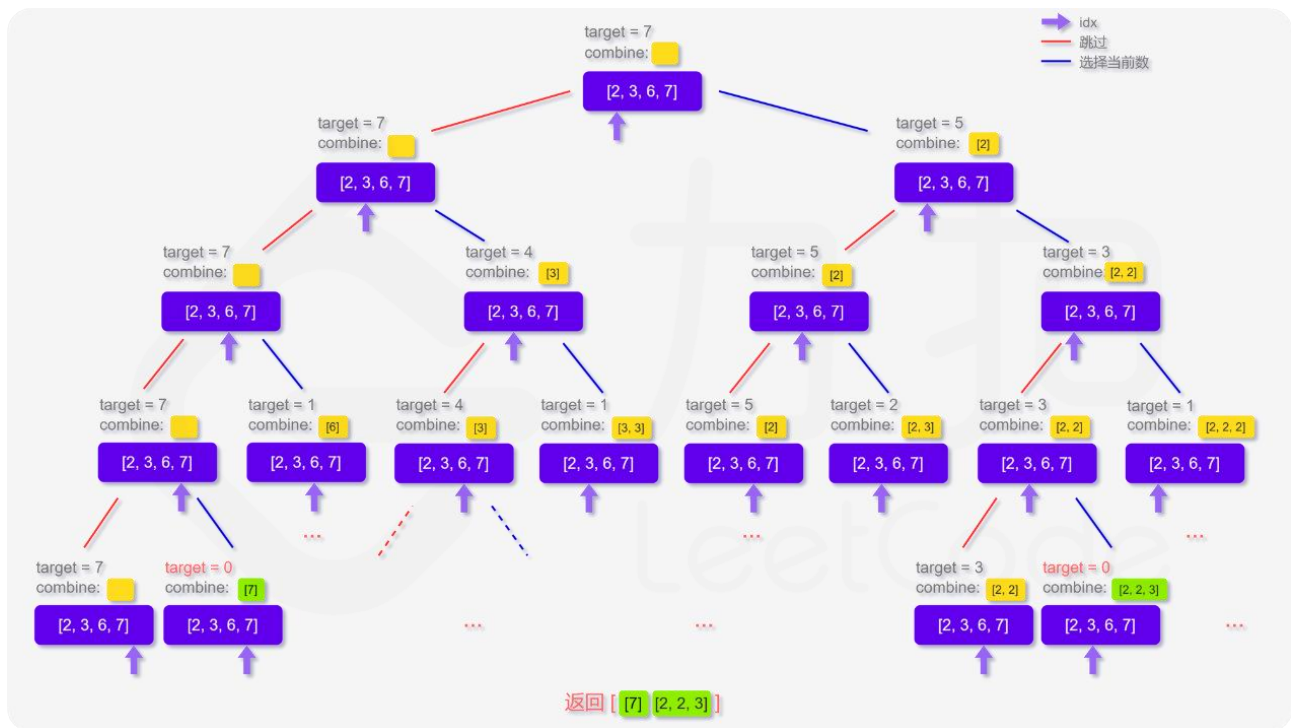 target = 7
combine:
[2, 3, 6, 7]
idx
跳过
选择当前数
target = 7
combine:
[2, 3, 6, 7]
target = 5
combine: [2]
[2, 3, 6, 7]
target = 7
combine:
[2, 3, 6, 7]
target = 4
combine: [3]
[2, 3, 6, 7]
target = 5
combine: [2]
[2, 3, 6, 7]
target = 3
combine: [2, 2]
[2, 3, 6, 7]
target = 7
combine:
[2, 3, 6, 7]
target = 1
combine: [6]
[2, 3, 6, 7]
...
target = 4
combine: [3]
[2, 3, 6, 7]
target = 1
combine: [3, 3]
[2, 3, 6, 7]
target = 5
combine: [2]
[2, 3, 6, 7]
...
target = 2
combine: [2, 3]
[2, 3, 6, 7]
target = 3
combine: [2, 2]
[2, 3, 6, 7]
target = 1
combine: [2, 2, 2]
[2, 3, 6, 7]
...
target = 7
combine:
[2, 3, 6, 7]
target = 0
combine: [7]
[2, 3, 6, 7]
...
...
target = 3
combine: [2, 2]
[2, 3, 6, 7]
target = 0
combine: [2, 2, 3]
[2, 3, 6, 7]
...
返回 [ [7] [2, 2, 3] ]
力扣
LeetCode